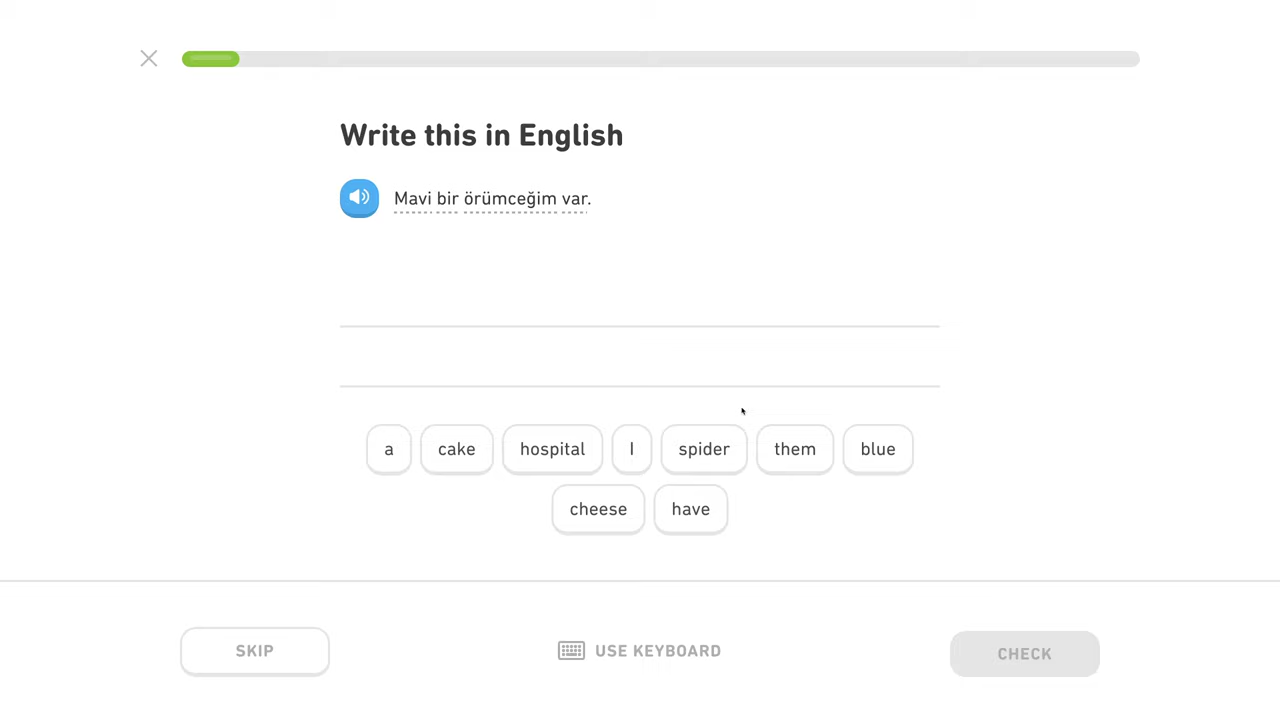 Write this in English
Mavi bir örümceğim var.
a cake hospital I spider them blue
cheese have
SKIP USE KEYBOARD CHECK